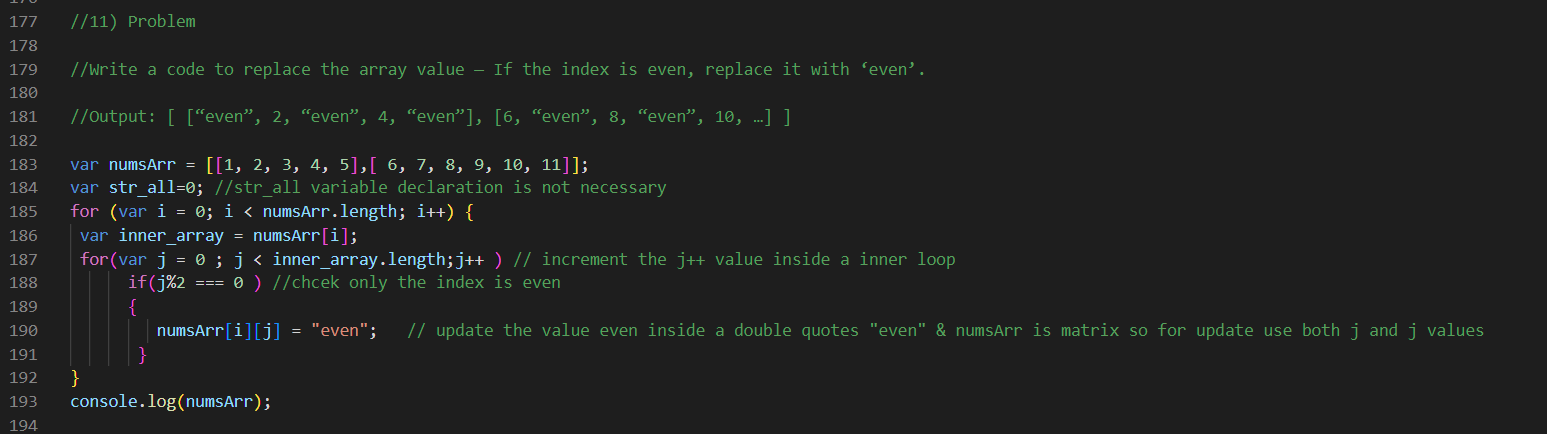 177 //11) Problem
178
179 //Write a code to replace the array value – If the index is even, replace it with ‘even’.
180
181 //Output: [ [“even”, 2, “even”, 4, “even”], [6, “even”, 8, “even”, 10, …] ]
182
183 var numsArr = [[1, 2, 3, 4, 5],[ 6, 7, 8, 9, 10, 11]];
184 var str_all=0; //str_all variable declaration is not necessary
185 for (var i = 0; i < numsArr.length; i++) {
186 var inner_array = numsArr[i];
187 for(var j = 0 ; j < inner_array.length;j++ ) // increment the j++ value inside a inner loop
188 if(j%2 === 0 ) //chcek only the index is even
189 {
190 numsArr[i][j] = "even"; // update the value even inside a double quotes "even" & numsArr is matrix so for update use both j and j values
191 }
192 }
193 console.log(numsArr);
194